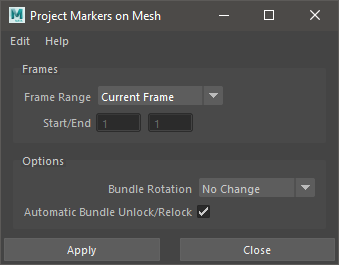 Project Markers on Mesh
Edit Help
Frames
Frame Range Current Frame
Start/End 1 1
Options
Bundle Rotation No Change
Automatic Bundle Unlock/Relock
Apply Close